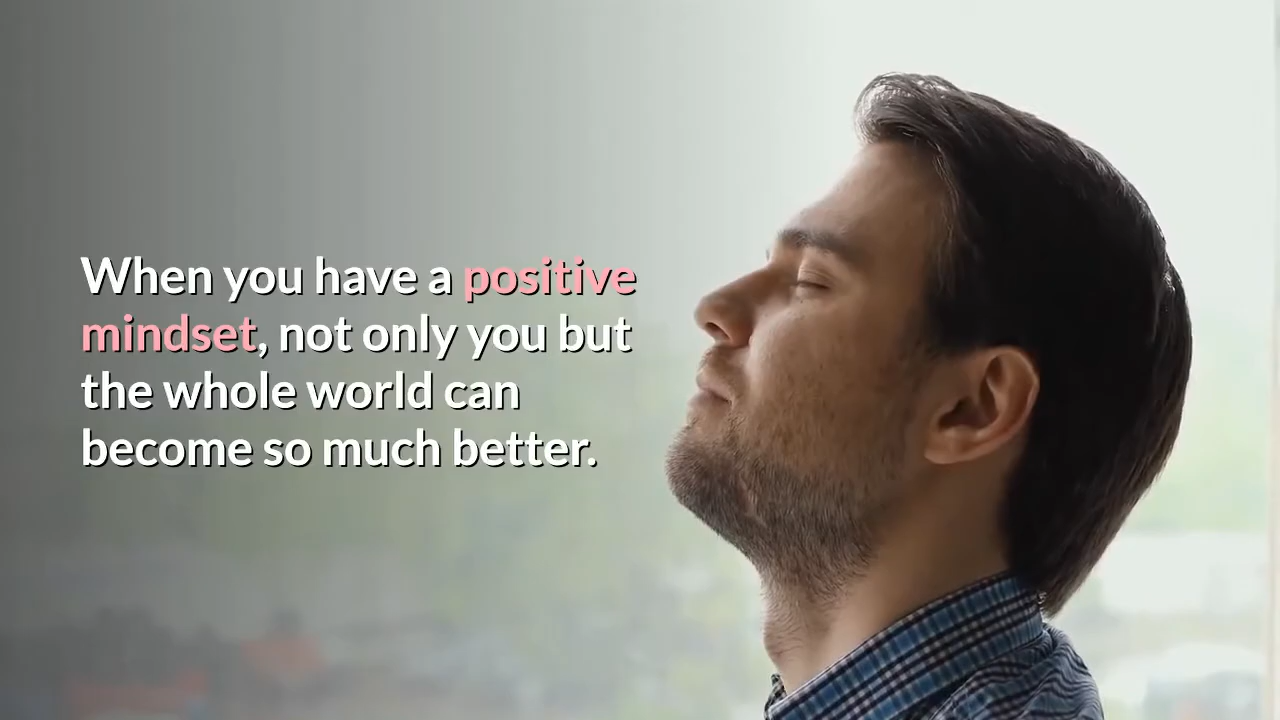 When you have a positive
mindset, not only you but
the whole world can
become so much better.